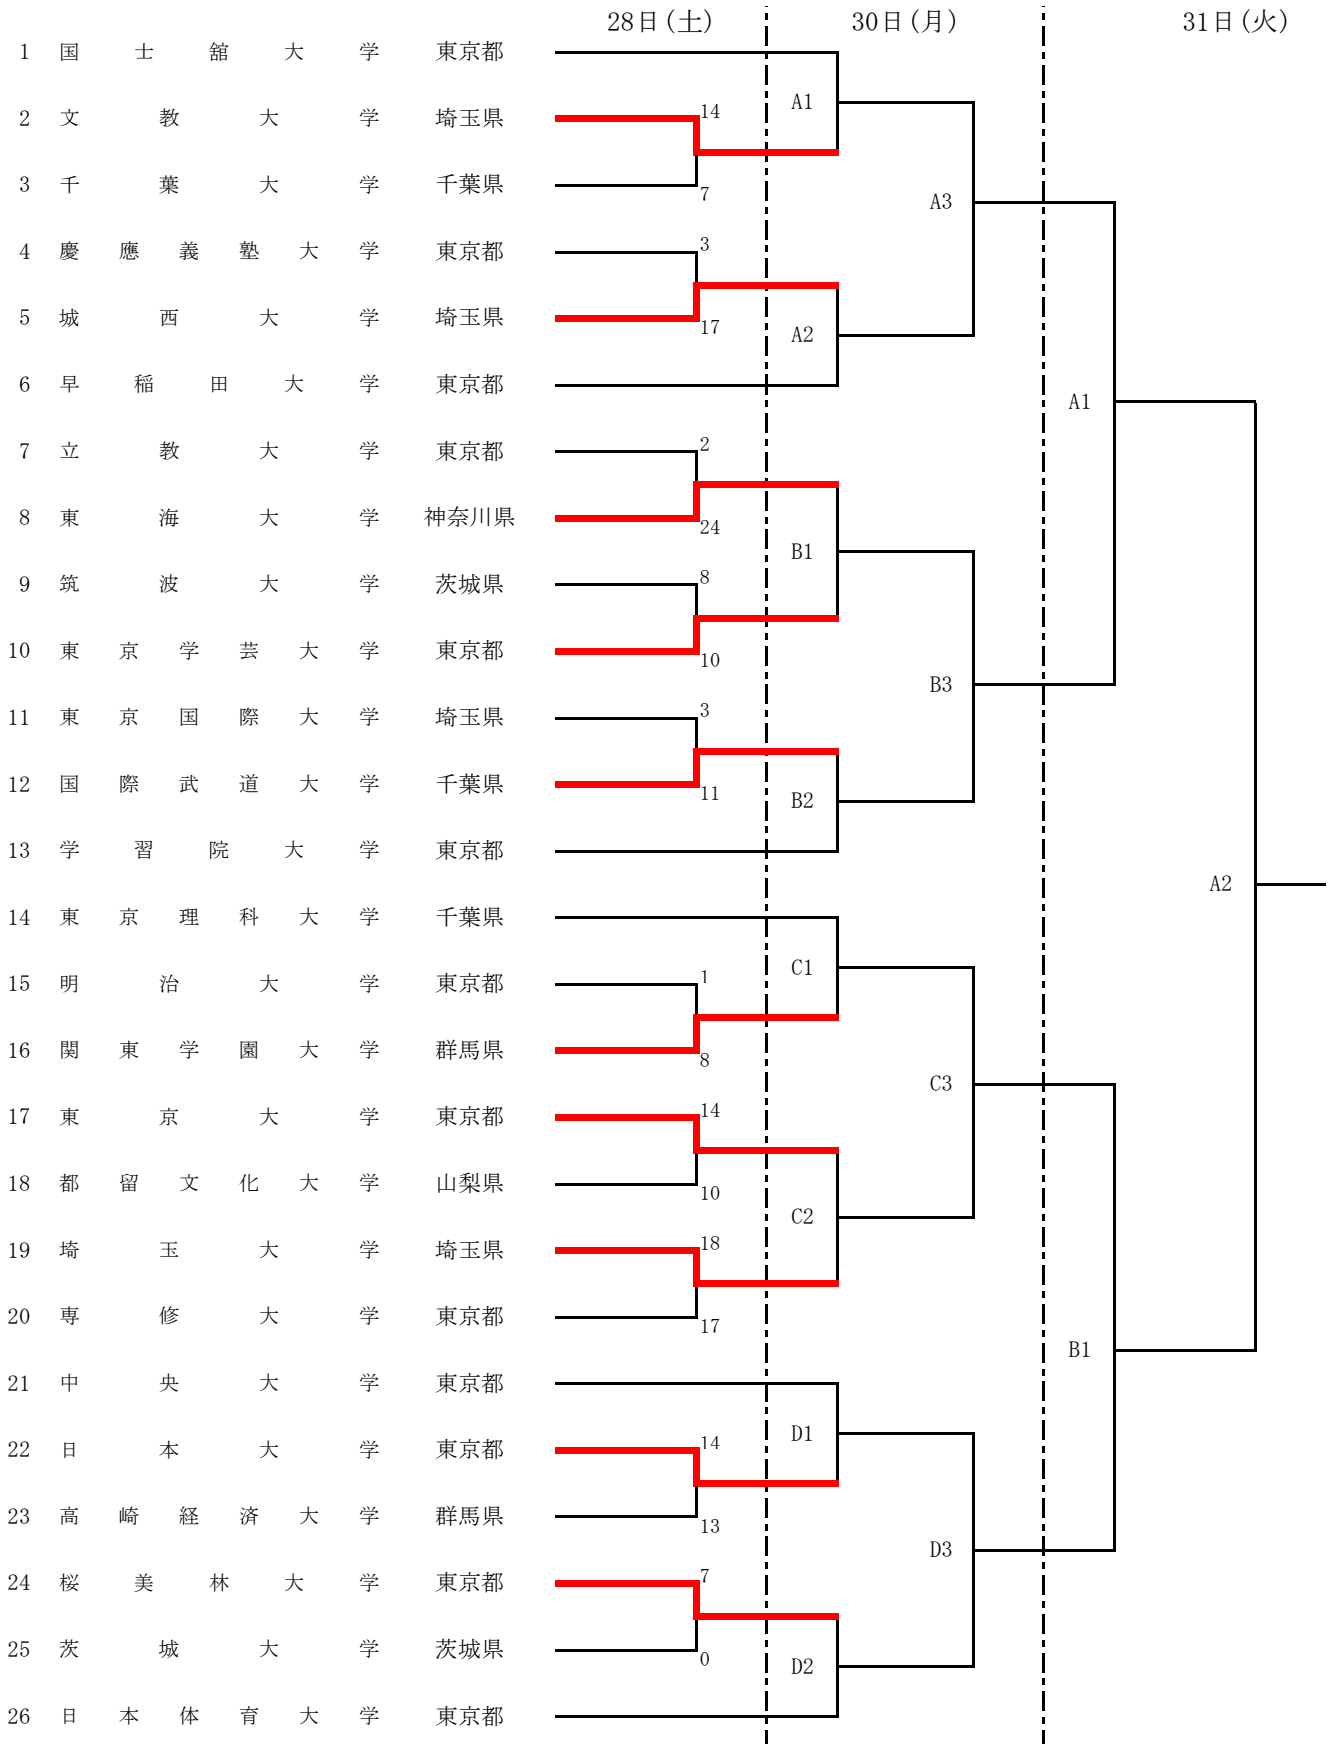 28日(土) 30日(月) 31日(火)
1 国士舘大学 東京都
A1
2 文教大学 埼玉県 14
3 千葉大学 千葉県 7
A3
4 慶應義塾大学 東京都 3
5 城西大学 埼玉県 17
A2
6 早稲田大学 東京都
A1
7 立教大学 東京都 2
8 東海大学 神奈川県 24
B1
9 筑波大学 茨城県 8
10 東京学芸大学 東京都 10
B3
11 東京国際大学 埼玉県 3
12 国際武道大学 千葉県 11
B2
13 学習院大学 東京都
A2
14 東京理科大学 千葉県
C1
15 明治大学 東京都 1
16 関東学園大学 群馬県 8
C3
17 東京大学 東京都 14
18 都留文化大学 山梨県 10
C2
19 埼玉大学 埼玉県 18
20 専修大学 東京都 17
B1
21 中央大学 東京都
D1
22 日本大学 東京都 14
23 高崎経済大学 群馬県 13
D3
24 桜美林大学 東京都 7
25 茨城大学 茨城県 0
D2
26 日本体育大学 東京都